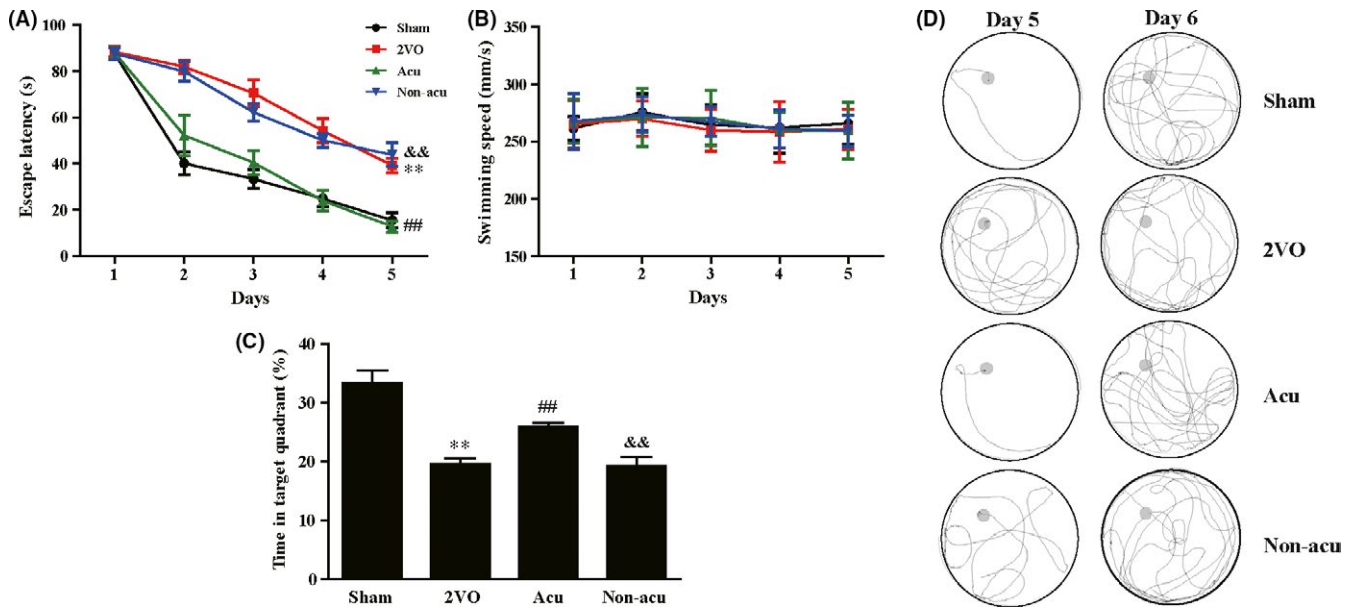 (A)
100
80
60
40
20
0
Escape latency (s)
1 2 3 4 5
Days
Sham
2VO
Acu
Non-acu
&&
**
##
(B)
350
300
250
200
150
Swimming speed (mm/s)
1 2 3 4 5
Days
(C)
40
30
20
10
0
Time in target quadrant (%)
**
##
&&
Sham 2VO Acu Non-acu
(D)
Day 5 Day 6
Sham
2VO
Acu
Non-acu